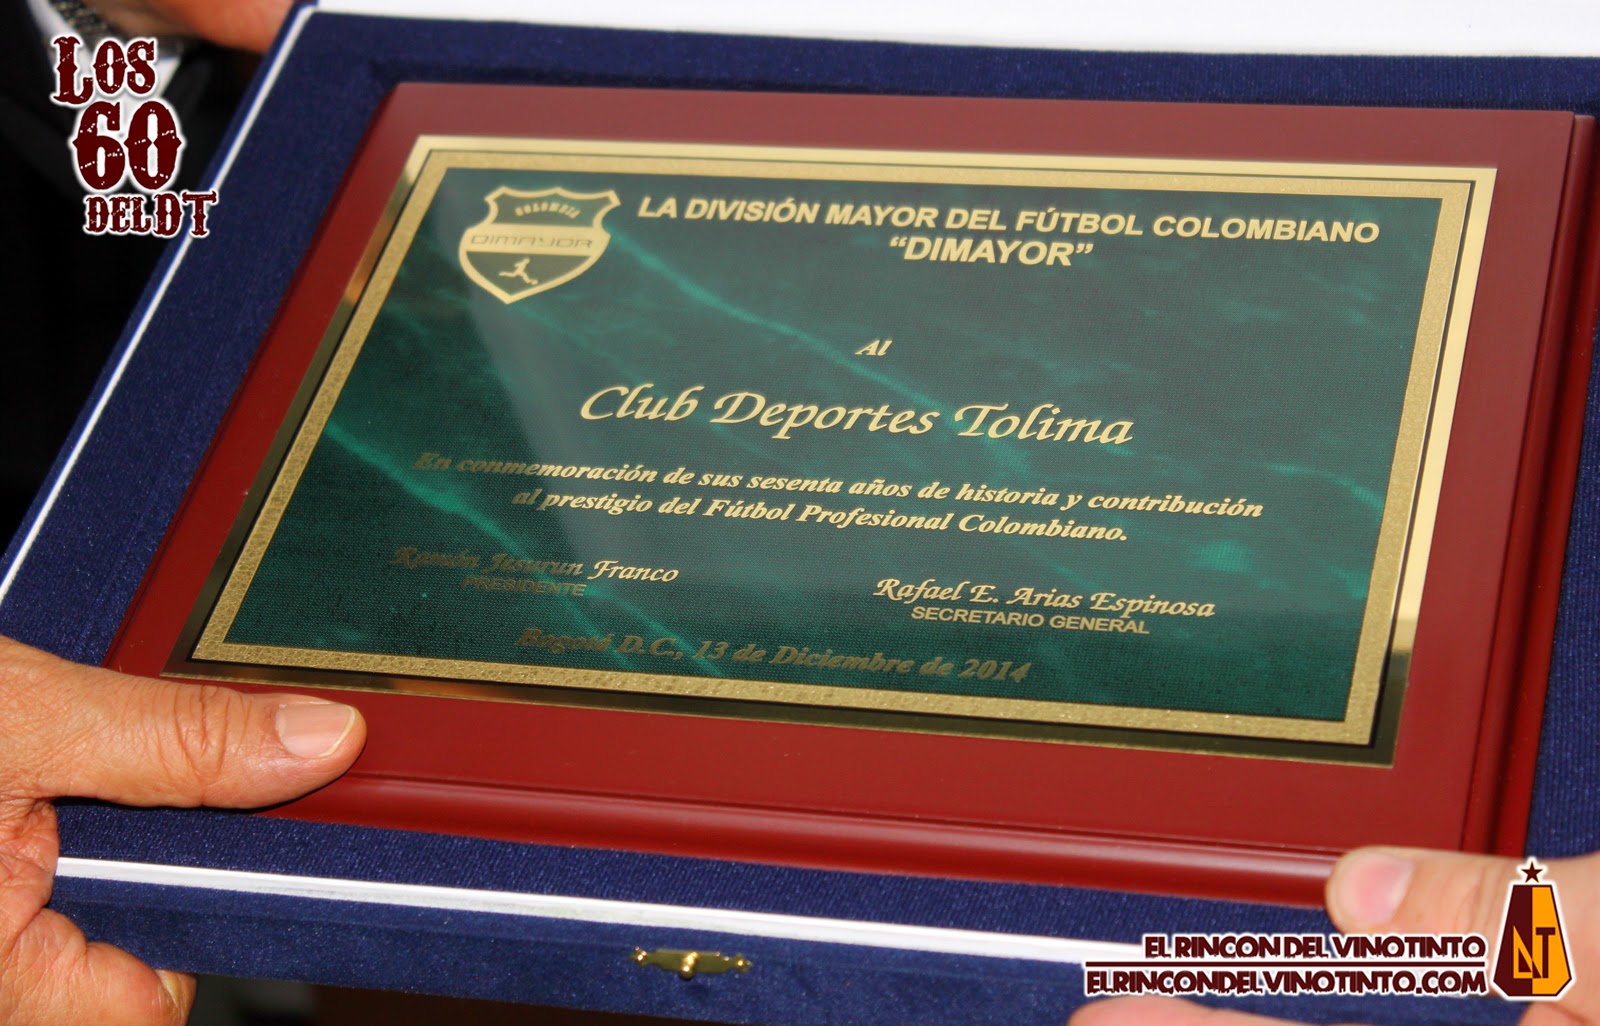 Los
60
DELDT
COLOMBIA
DIMAYOR
LA DIVISIÓN MAYOR DEL FÚTBOL COLOMBIANO
“DIMAYOR”
Al
Club Deportes Tolima
En conmemoración de sus sesenta años de historia y contribución
al prestigio del Fútbol Profesional Colombiano.
Ramón Jesurun Franco
PRESIDENTE
Rafael E. Arias Espinosa
SECRETARIO GENERAL
Bogotá D.C., 13 de Diciembre de 2014
EL RINCON DEL VINOTINTO
ELRINCONDELVINOTINTO.COM